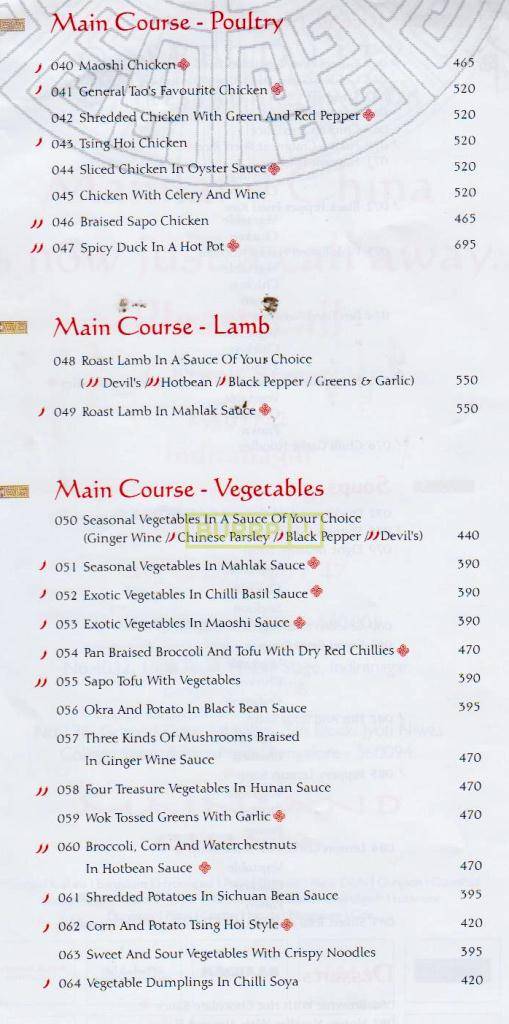 Main Course - Poultry
040 Maoshi Chicken 465
041 General Tao's Favourite Chicken 520
042 Shredded Chicken With Green And Red Pepper 520
043 Tsing Hoi Chicken 520
044 Sliced Chicken In Oyster Sauce 520
045 Chicken With Celery And Wine 520
046 Braised Sapo Chicken 465
047 Spicy Duck In A Hot Pot 695
Main Course - Lamb
048 Roast Lamb In A Sauce Of Your Choice
(Devil's / Hotbean / Black Pepper / Greens & Garlic) 550
049 Roast Lamb In Mahlak Sauce 550
Main Course - Vegetables
050 Seasonal Vegetables In A Sauce Of Your Choice
(Ginger Wine / Chinese Parsley / Black Pepper / Devil's) 440
051 Seasonal Vegetables In Mahlak Sauce 390
052 Exotic Vegetables In Chilli Basil Sauce 390
053 Exotic Vegetables In Maoshi Sauce 390
054 Pan Braised Broccoli And Tofu With Dry Red Chillies 470
055 Sapo Tofu With Vegetables 390
056 Okra And Potato In Black Bean Sauce 395
057 Three Kinds Of Mushrooms Braised
In Ginger Wine Sauce 470
058 Four Treasure Vegetables In Hunan Sauce 470
059 Wok Tossed Greens With Garlic 470
060 Broccoli, Corn And Waterchestnuts
In Hotbean Sauce 470
061 Shredded Potatoes In Sichuan Bean Sauce 395
062 Corn And Potato Tsing Hoi Style 420
063 Sweet And Sour Vegetables With Crispy Noodles 395
064 Vegetable Dumplings In Chilli Soya 420